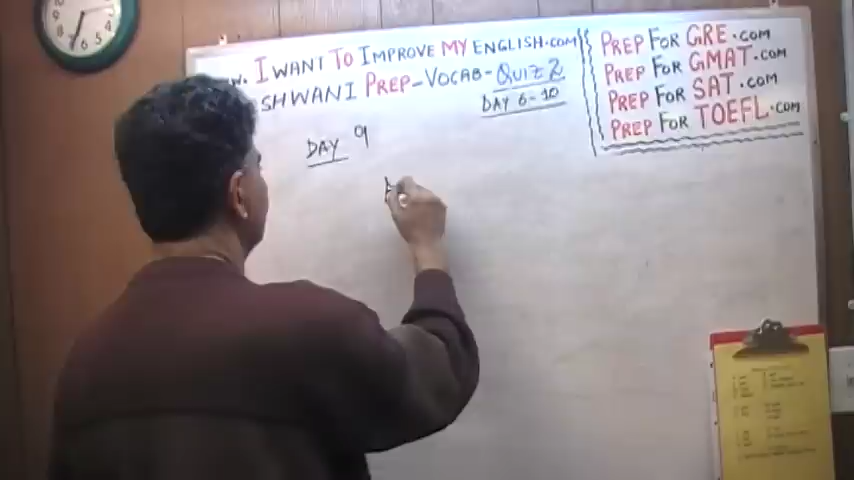 W. I WANT TO IMPROVE MY ENGLISH.COM
SHWANI PREP-VOCAB-QUIZ 2
DAY 6-10
PREP FOR GRE.COM
PREP FOR GMAT.COM
PREP FOR SAT.COM
PREP FOR TOEFL.COM
DAY 9